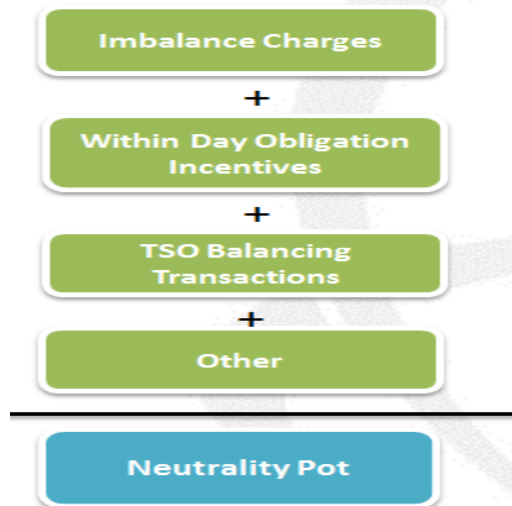 Imbalance Charges
+
Within Day Obligation
Incentives
+
TSO Balancing
Transactions
+
Other
Neutrality Pot